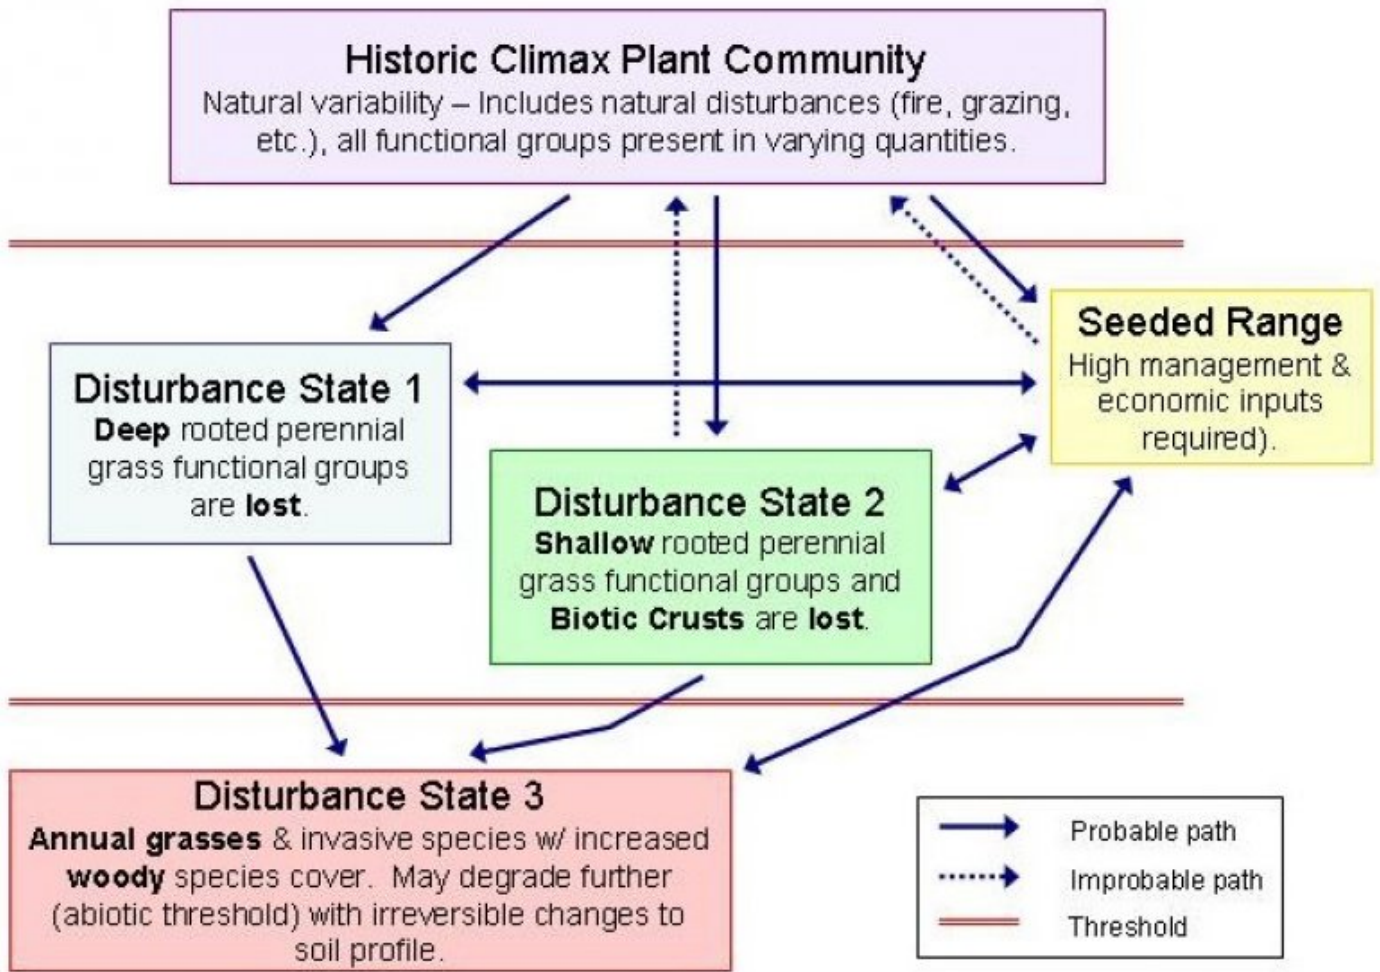 Historic Climax Plant Community
Natural variability – Includes natural disturbances (fire, grazing,
etc.), all functional groups present in varying quantities.
Seeded Range
High management &
economic inputs
required).
Disturbance State 1
Deep rooted perennial
grass functional groups
are lost.
Disturbance State 2
Shallow rooted perennial
grass functional groups and
Biotic Crusts are lost.
Disturbance State 3
Annual grasses & invasive species w/ increased
woody species cover. May degrade further
(abiotic threshold) with irreversible changes to
soil profile.
Probable path
Improbable path
Threshold